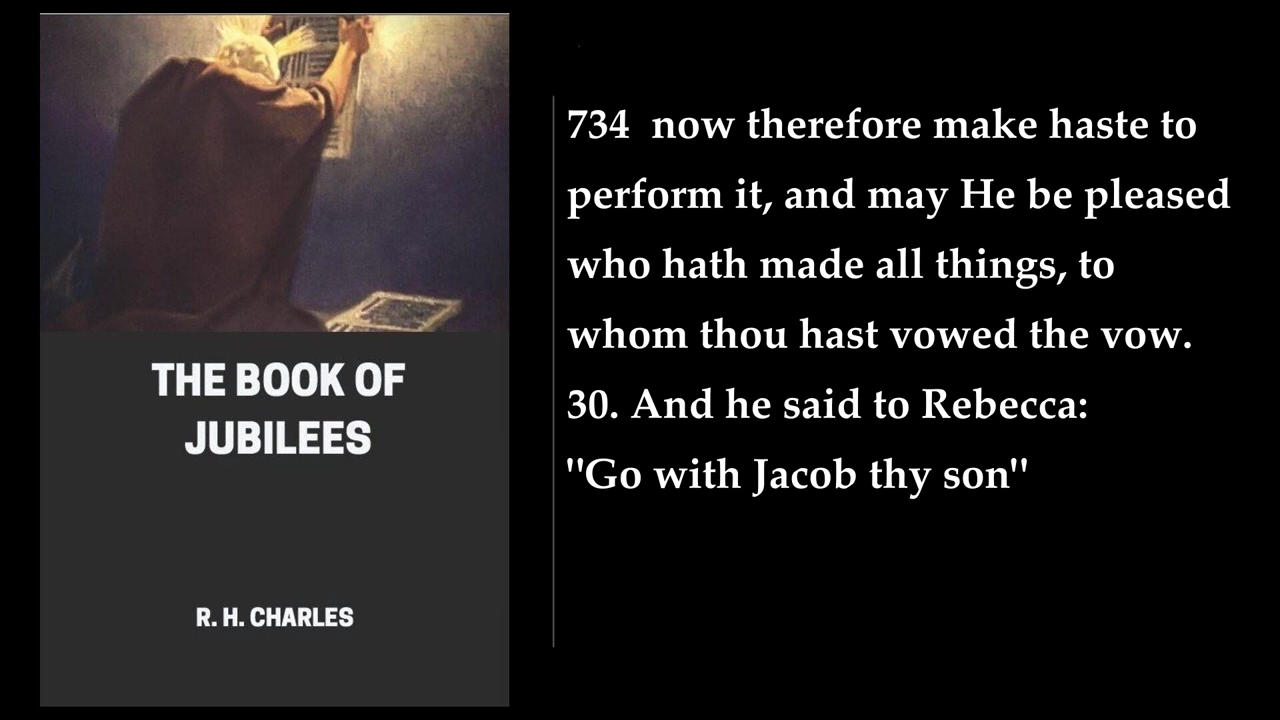 THE BOOK OF
JUBILEES
R. H. CHARLES
734  now therefore make haste to
perform it, and may He be pleased
who hath made all things, to
whom thou hast vowed the vow.
30. And he said to Rebecca:
"Go with Jacob thy son"